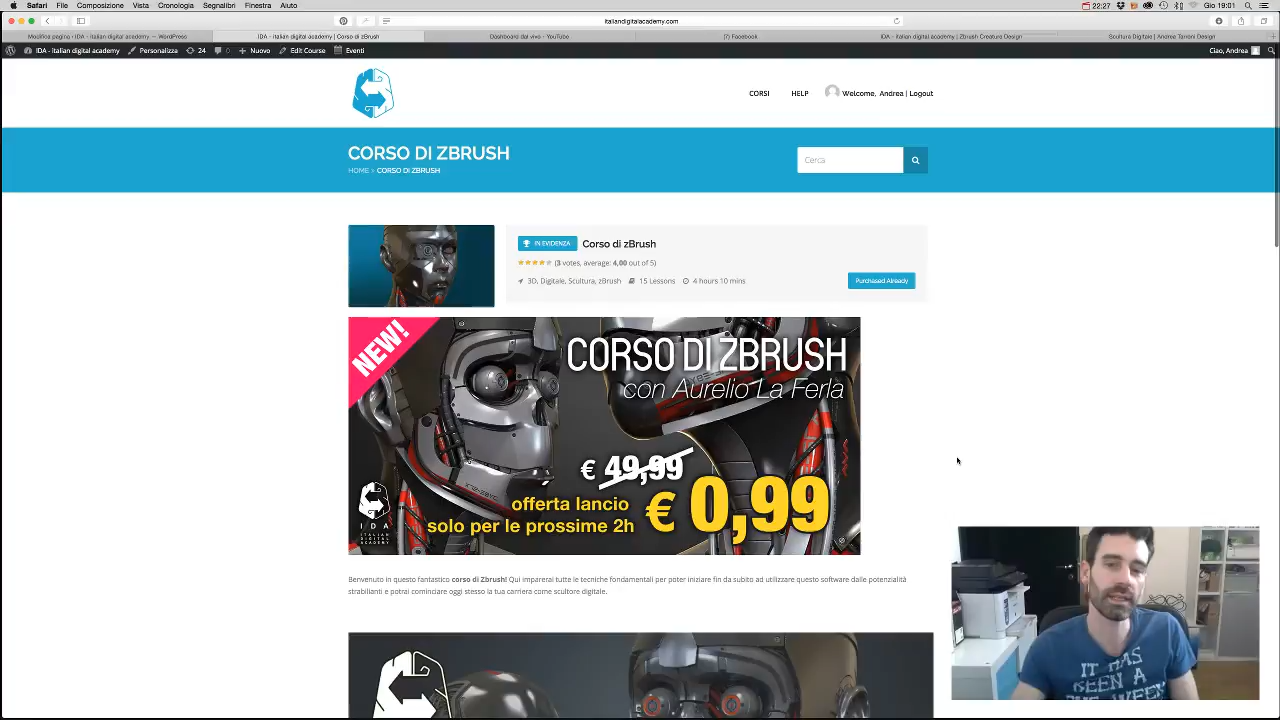 Safari File Composizione Vista Cronologia Segnalibri Finestra Aiuto
22:27
Gio 19:01
italiandigitalacademy.com
Modifica pagina ‹ IDA - italian digital academy — WordPress
IDA - italian digital academy | Corso di zBrush
Dashboard dal vivo - YouTube
(7) Facebook
IDA - italian digital academy | Zbrush Creature Design
Scultura Digitale | Andrea Tanoni Design
IDA - italian digital academy Personalizza 24 Nuovo Edit Course Eventi
Ciao, Andrea
CORSI HELP Welcome, Andrea | Logout
CORSO DI ZBRUSH
HOME » CORSO DI ZBRUSH
Cerca
IN EVIDENZA Corso di zBrush
(3 votes, average: 4,00 out of 5)
3D, Digitale, Scultura, zBrush 15 Lessons 4 hours 10 mins
Purchased Already
NEW!
CORSO DI ZBRUSH
con Aurelio La Ferla
€ 49,99
offerta lancio
solo per le prossime 2h
€ 0,99
IDA
ITALIAN
DIGITAL
ACADEMY
Benvenuto in questo fantastico corso di Zbrush! Qui imparerai tutte le tecniche fondamentali per poter iniziare fin da subito ad utilizzare questo software dalle potenzialità
strabilianti e potrai cominciare oggi stesso la tua carriera come scultore digitale.
IT HAS
BEEN A
WEEK